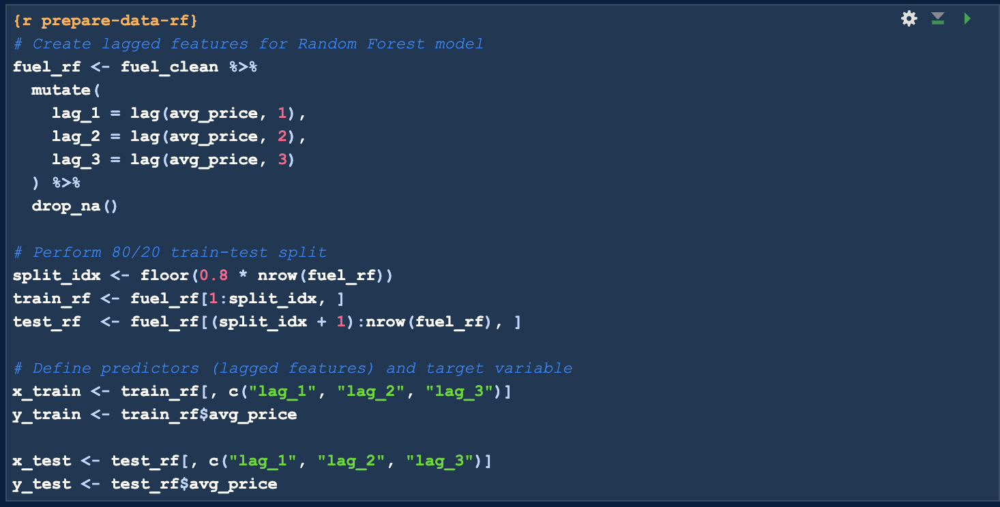 {r prepare-data-rf}
# Create lagged features for Random Forest model
fuel_rf <- fuel_clean %>%
  mutate(
    lag_1 = lag(avg_price, 1),
    lag_2 = lag(avg_price, 2),
    lag_3 = lag(avg_price, 3)
  ) %>%
  drop_na()

# Perform 80/20 train-test split
split_idx <- floor(0.8 * nrow(fuel_rf))
train_rf <- fuel_rf[1:split_idx, ]
test_rf  <- fuel_rf[(split_idx + 1):nrow(fuel_rf), ]

# Define predictors (lagged features) and target variable
x_train <- train_rf[, c("lag_1", "lag_2", "lag_3")]
y_train <- train_rf$avg_price

x_test <- test_rf[, c("lag_1", "lag_2", "lag_3")]
y_test <- test_rf$avg_price